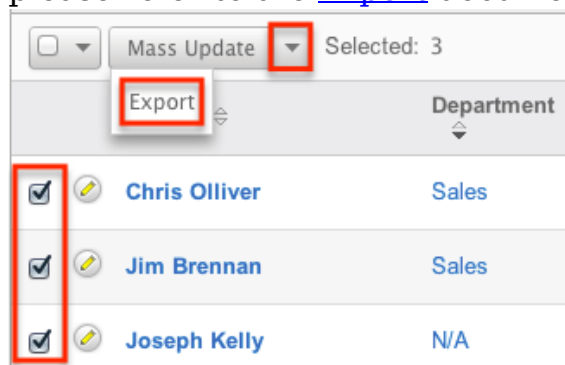 Mass Update Selected: 3
Export
Department
Chris Olliver Sales
Jim Brennan Sales
Joseph Kelly N/A